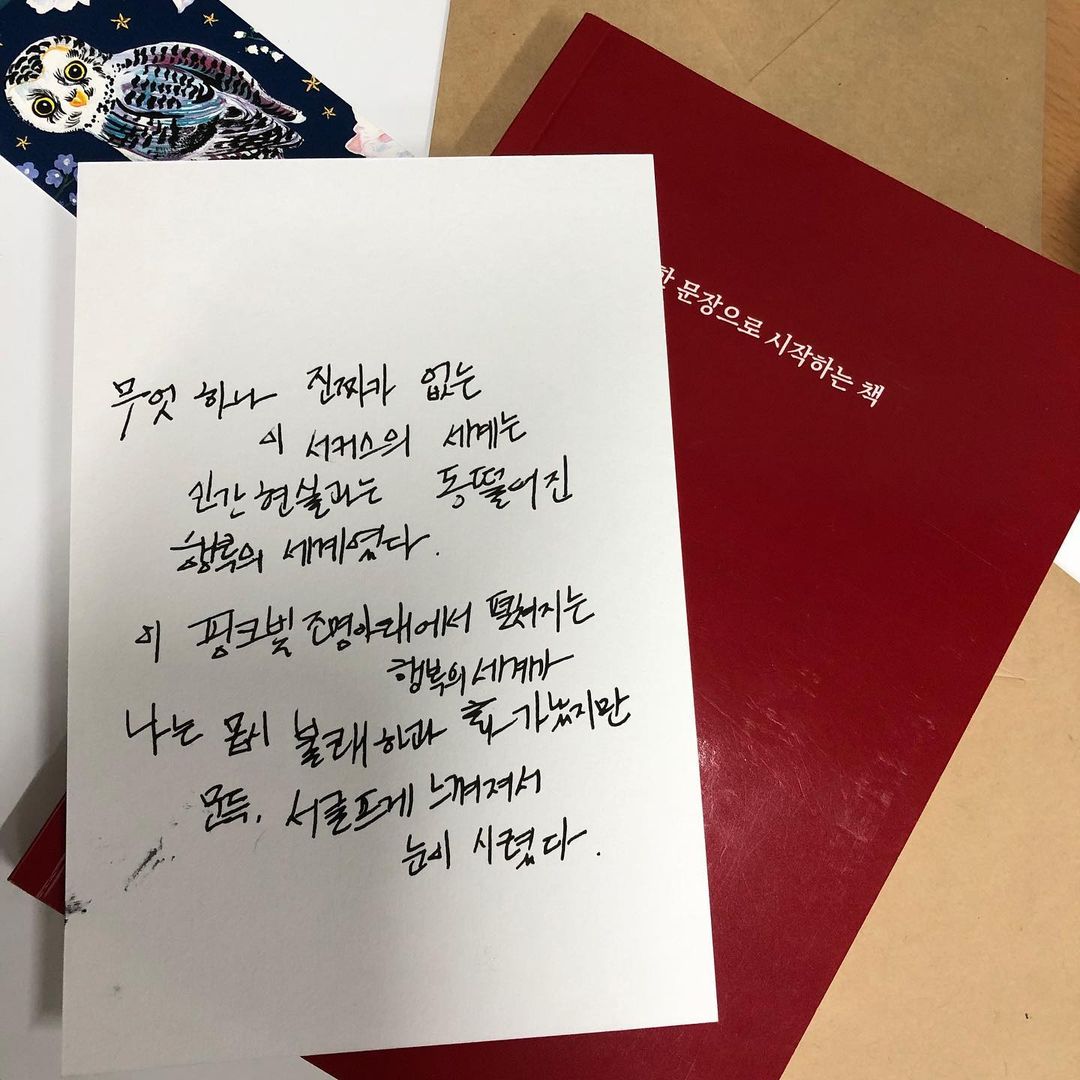 무엇 하나 진짜가 없는
이 서커스의 세계는
인간현실과는 동떨어진
행복의 세계였다.
이 핑크빛 조명아래에서 펼쳐지는
행복의 세계가
나는 몹시 불쾌하고 화가 났지만
문득, 서글프게 느껴져서
눈이 시렸다.
한 문장으로 시작하는 책